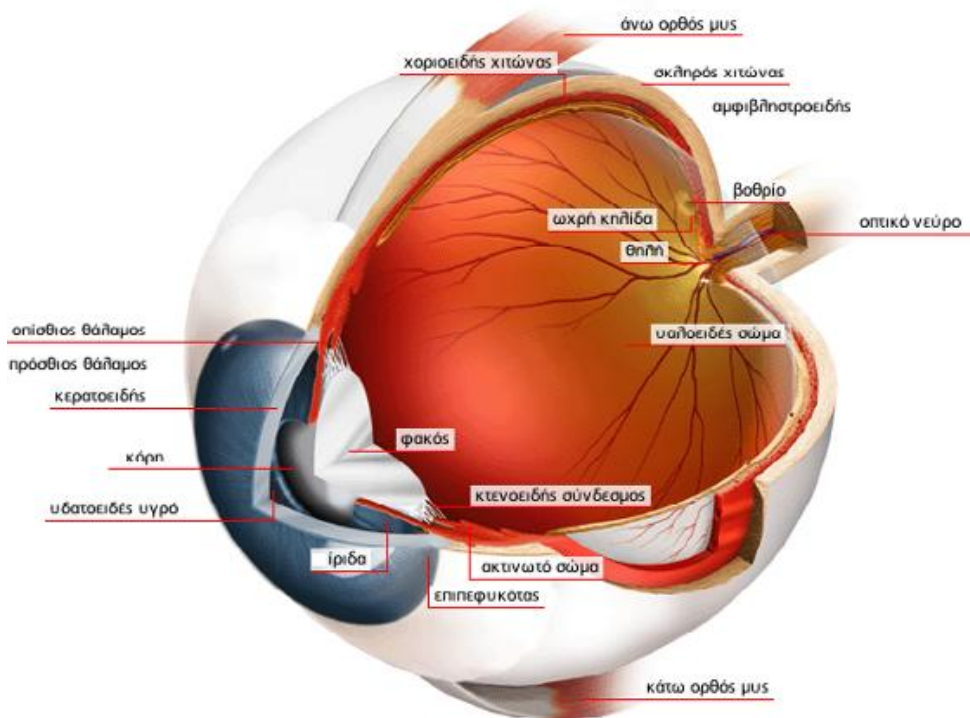 άνω ορθός μυς
χοριοειδής χιτώνας
σκληρός χιτώνας
αμφιβληστροειδής
βοθρίο
ωχρή κηλίδα
οπτικό νεύρο
θηλή
οπίσθιος θάλαμος
υαλοειδές σώμα
πρόσθιος θάλαμος
κερατοειδής
φακός
κόρη
κτενοειδής σύνδεσμος
υδατοειδές υγρό
ίριδα
ακτινωτό σώμα
επιπεφυκότας
κάτω ορθός μυς